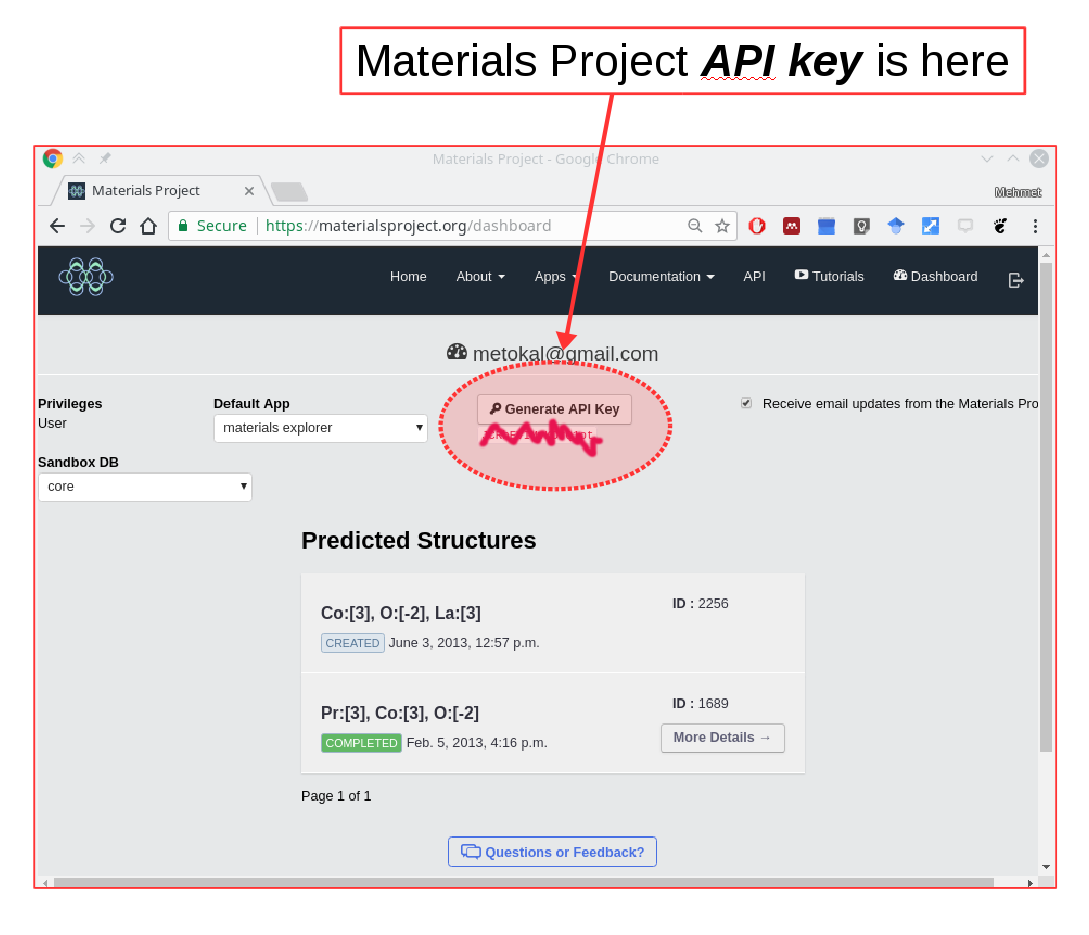 Materials Project API key is here
Materials Project - Google Chrome
Materials Project
Mehmet
Secure https://materialsproject.org/dashboard
Home About Apps Documentation API Tutorials Dashboard
metokal@gmail.com
Privileges Default App Generate API Key Receive email updates from the Materials Pro
User materials explorer
Sandbox DB
core
Predicted Structures
Co:[3], O:[-2], La:[3] ID : 2256
CREATED June 3, 2013, 12:57 p.m.
Pr:[3], Co:[3], O:[-2] ID : 1689
COMPLETED Feb. 5, 2013, 4:16 p.m. More Details →
Page 1 of 1
Questions or Feedback?